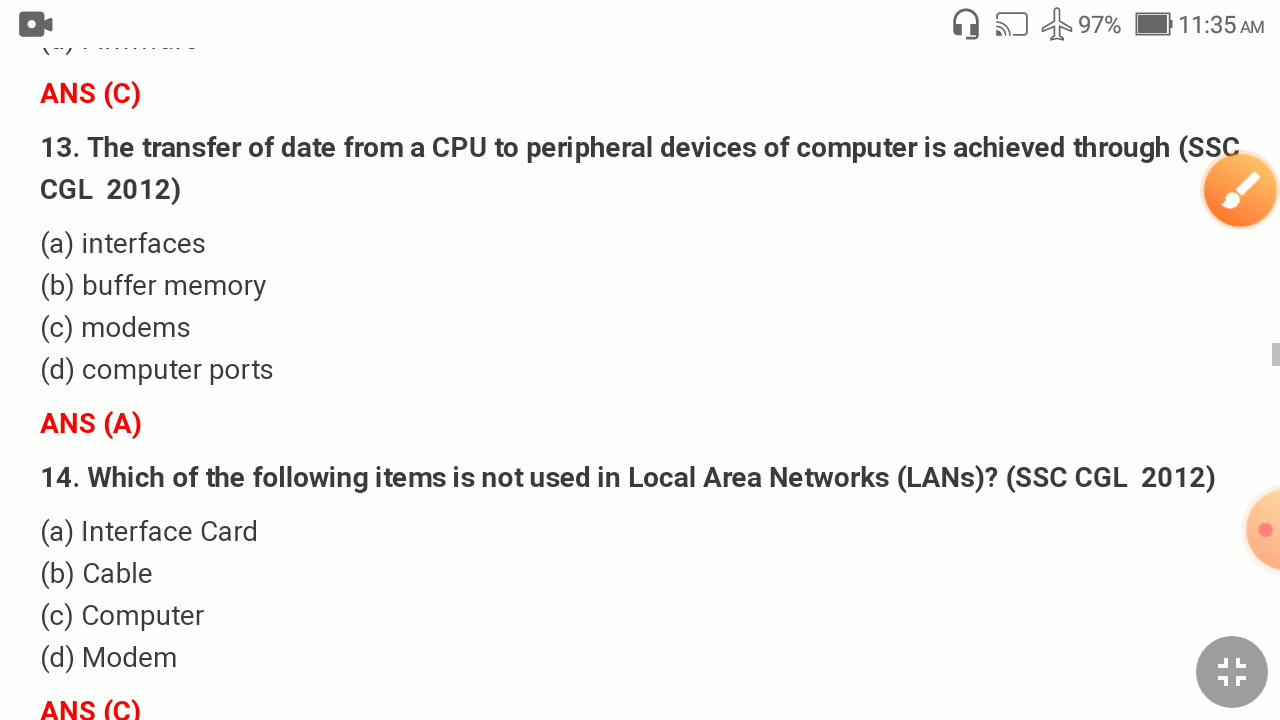 97% 11:35 AM
ANS (C)
13. The transfer of date from a CPU to peripheral devices of computer is achieved through (SSC
CGL 2012)
(a) interfaces
(b) buffer memory
(c) modems
(d) computer ports
ANS (A)
14. Which of the following items is not used in Local Area Networks (LANs)? (SSC CGL 2012)
(a) Interface Card
(b) Cable
(c) Computer
(d) Modem
ANS (C)